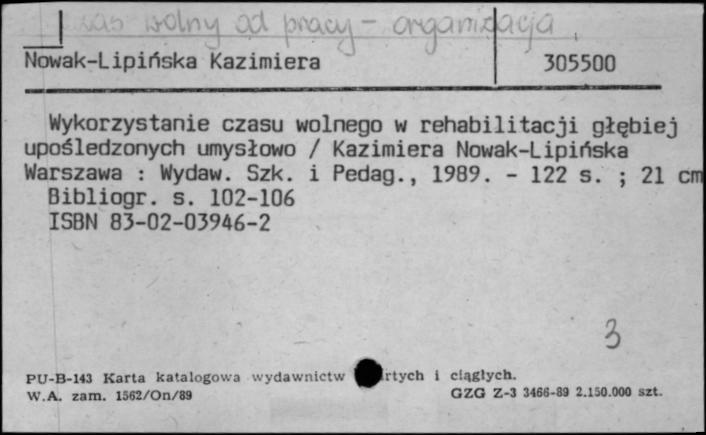 czas wolny od pracy - organizacja
Nowak-Lipińska Kazimiera 305500
Wykorzystanie czasu wolnego w rehabilitacji głębiej
upośledzonych umysłowo / Kazimiera Nowak-Lipińska
Warszawa : Wydaw. Szk. i Pedag., 1989. - 122 s. ; 21 cm
Bibliogr. s. 102-106
ISBN 83-02-03946-2
3
PU-B-143 Karta katalogowa wydawnictw rtych i ciągłych.
W.A. zam. 1562/On/89 GZG Z-3 3466-89 2.150.000 szt.